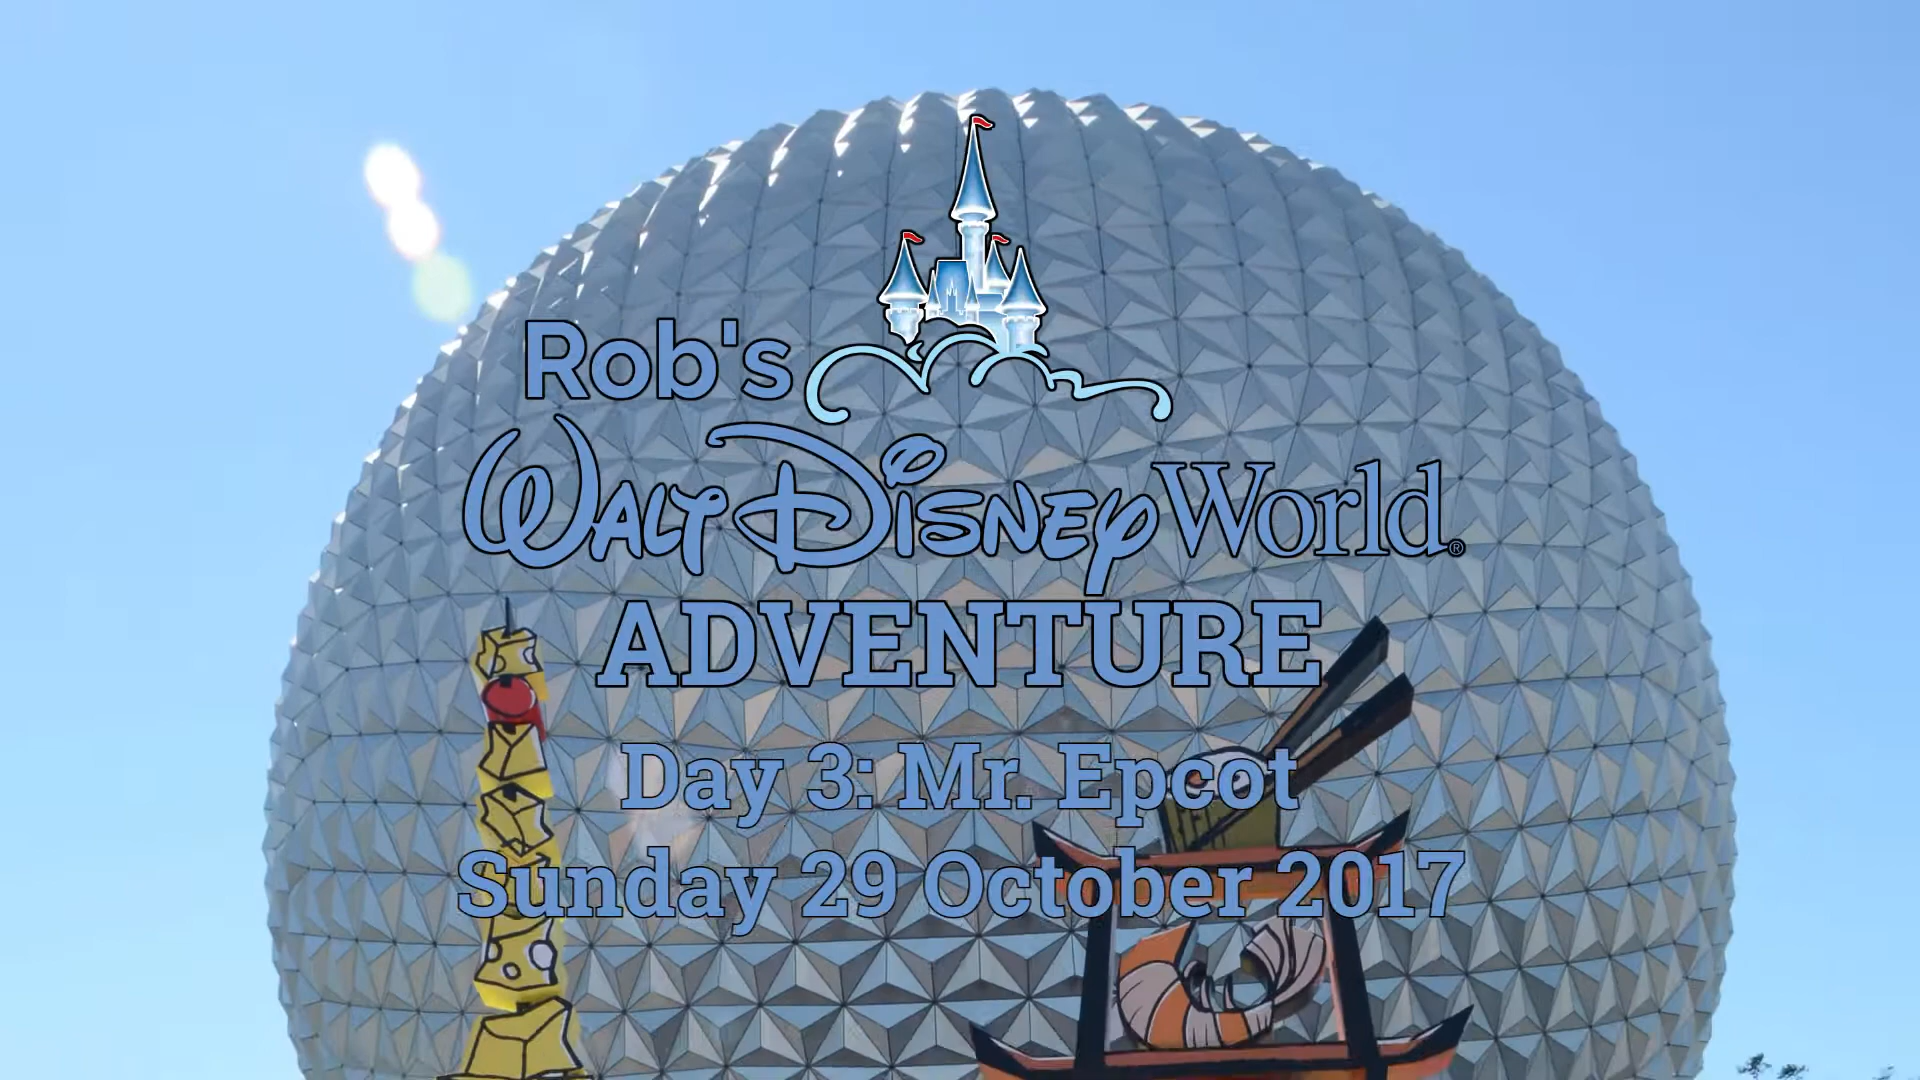 Rob's
Walt Disney World®
ADVENTURE
Day 3: Mr. Epcot
Sunday 29 October 2017